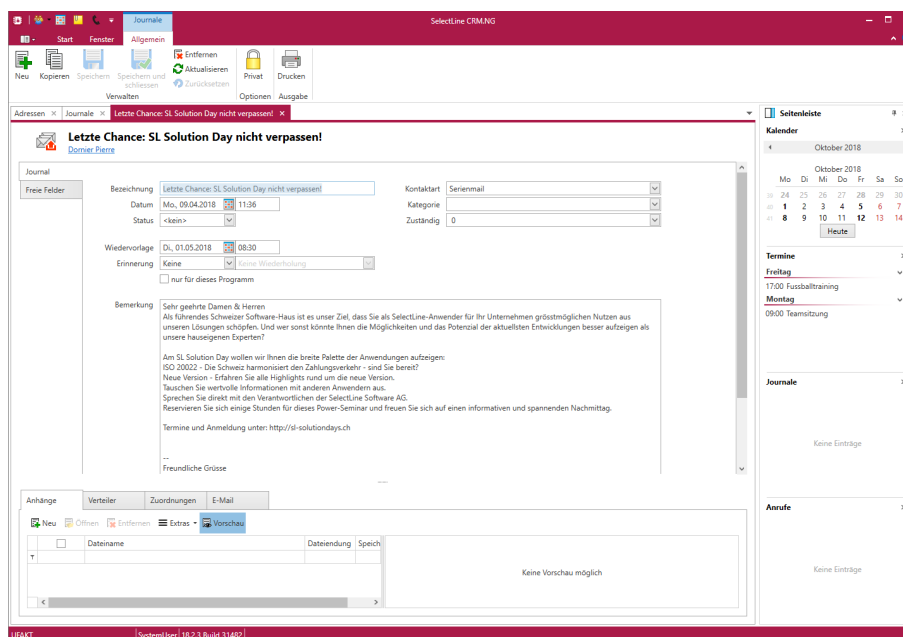 Journale
SelectLine CRM.NG
Start Fenster Allgemein
Neu Kopieren Speichern Speichern und schliessen
Entfernen
Aktualisieren
Zurücksetzen
Privat Drucken
Verwalten Optionen Ausgabe
Adressen Journale Letzte Chance: SL Solution Day nicht verpassen!
Letzte Chance: SL Solution Day nicht verpassen!
Dornier Pierre
Journal
Freie Felder
Bezeichnung Letzte Chance: SL Solution Day nicht verpassen!
Datum Mo., 09.04.2018 11:36
Status <kein>
Kontaktart Serienmail
Kategorie
Zuständig 0
Wiedervorlage Di., 01.05.2018 08:30
Erinnerung Keine Keine Wiederholung
nur für dieses Programm
Bemerkung
Sehr geehrte Damen & Herren
Als führendes Schweizer Software-Haus ist es unser Ziel, dass Sie als SelectLine-Anwender für Ihr Unternehmen grösstmöglichen Nutzen aus
unseren Lösungen schöpfen. Und wer sonst könnte Ihnen die Möglichkeiten und das Potenzial der aktuellsten Entwicklungen besser aufzeigen als
unsere hauseigenen Experten?
Am SL Solution Day wollen wir Ihnen die breite Palette der Anwendungen aufzeigen:
ISO 20022 - Die Schweiz harmonisiert den Zahlungsverkehr - sind Sie bereit?
Neue Version - Erfahren Sie alle Highlights rund um die neue Version.
Tauschen Sie wertvolle Informationen mit anderen Anwendern aus.
Sprechen Sie direkt mit den Verantwortlichen der SelectLine Software AG.
Reservieren Sie sich einige Stunden für dieses Power-Seminar und freuen Sie sich auf einen informativen und spannenden Nachmittag.
Termine und Anmeldung unter: http://sl-solutiondays.ch
--
Freundliche Grüsse
Anhänge Verteiler Zuordnungen E-Mail
Neu Öffnen Entfernen Extras Vorschau
Dateiname Dateiendung Speich
Keine Vorschau möglich
Seitenleiste
Kalender
Oktober 2018
Oktober 2018
Mo Di Mi Do Fr Sa So
39 24 25 26 27 28 29 30
40 1 2 3 4 5 6 7
41 8 9 10 11 12 13 14
Heute
Termine
Freitag
17:00 Fussballtraining
Montag
09:00 Teamsitzung
Journale
Keine Einträge
Anrufe
Keine Einträge
UFAKT SystemUser 18.2.3 Build 31482